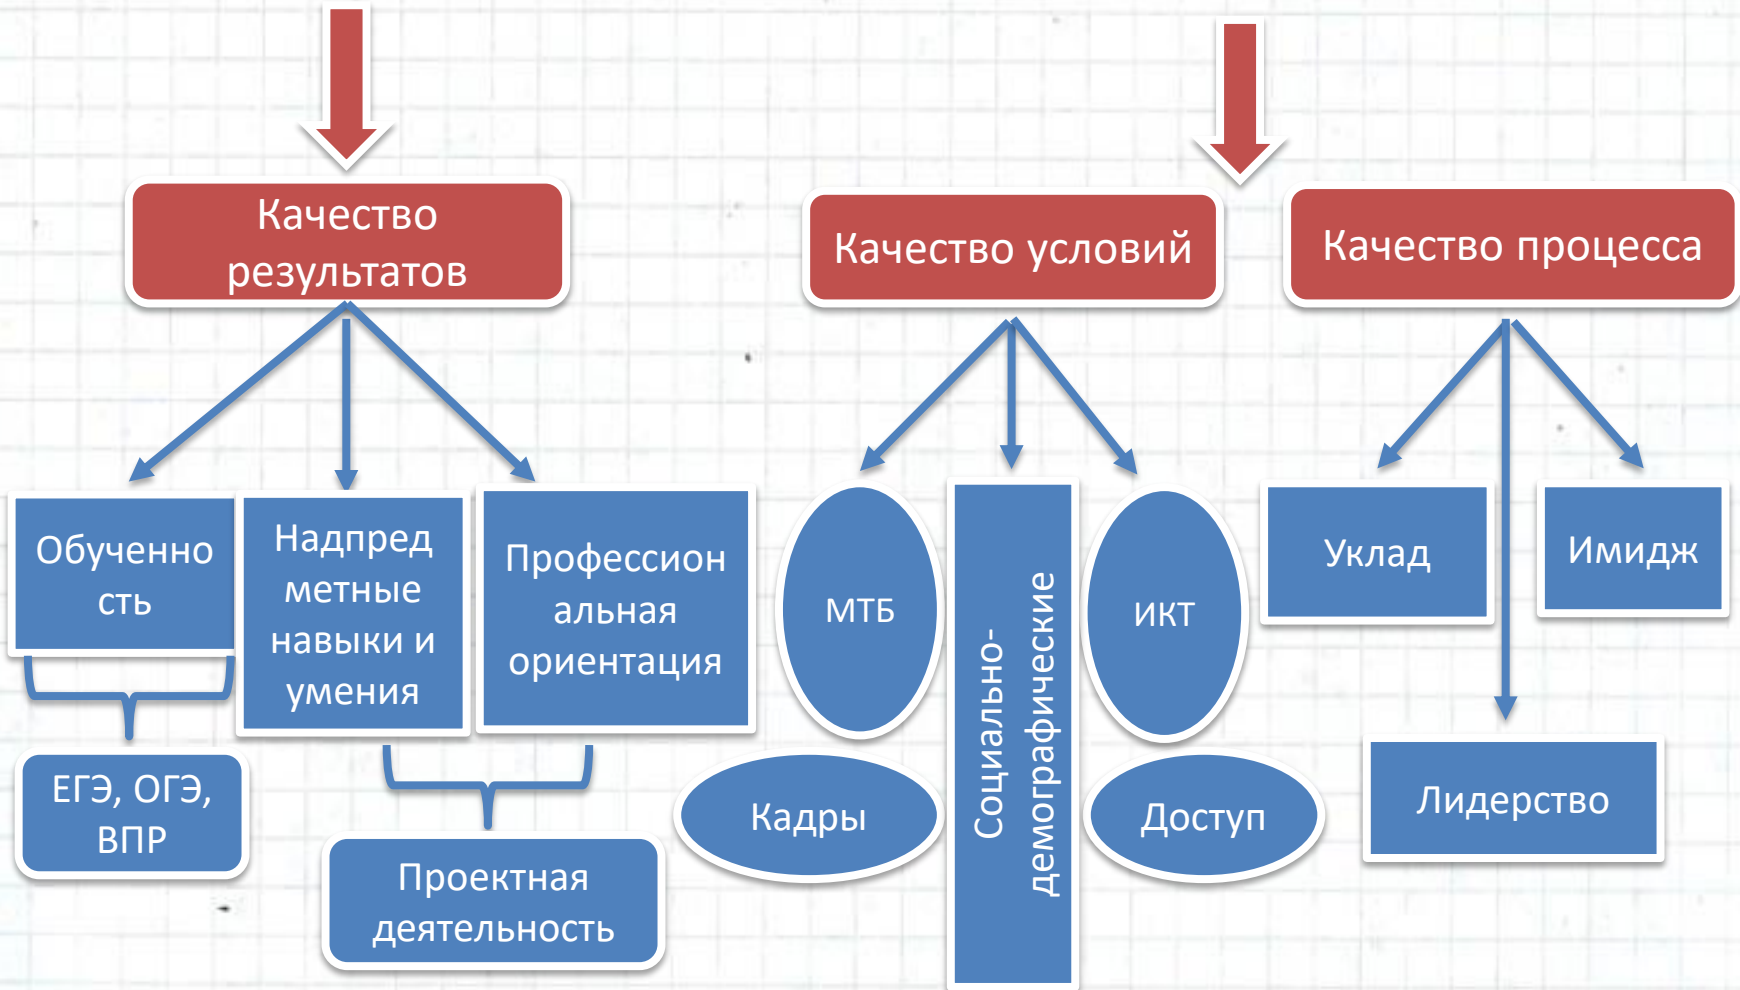 Качество
результатов
Качество условий
Качество процесса
Обученно
сть
Надпред
метные
навыки и
умения
Профессион
альная
ориентация
МТБ
Социально-
демографические
ИКТ
Уклад
Имидж
ЕГЭ, ОГЭ,
ВПР
Проектная
деятельность
Кадры
Доступ
Лидерство